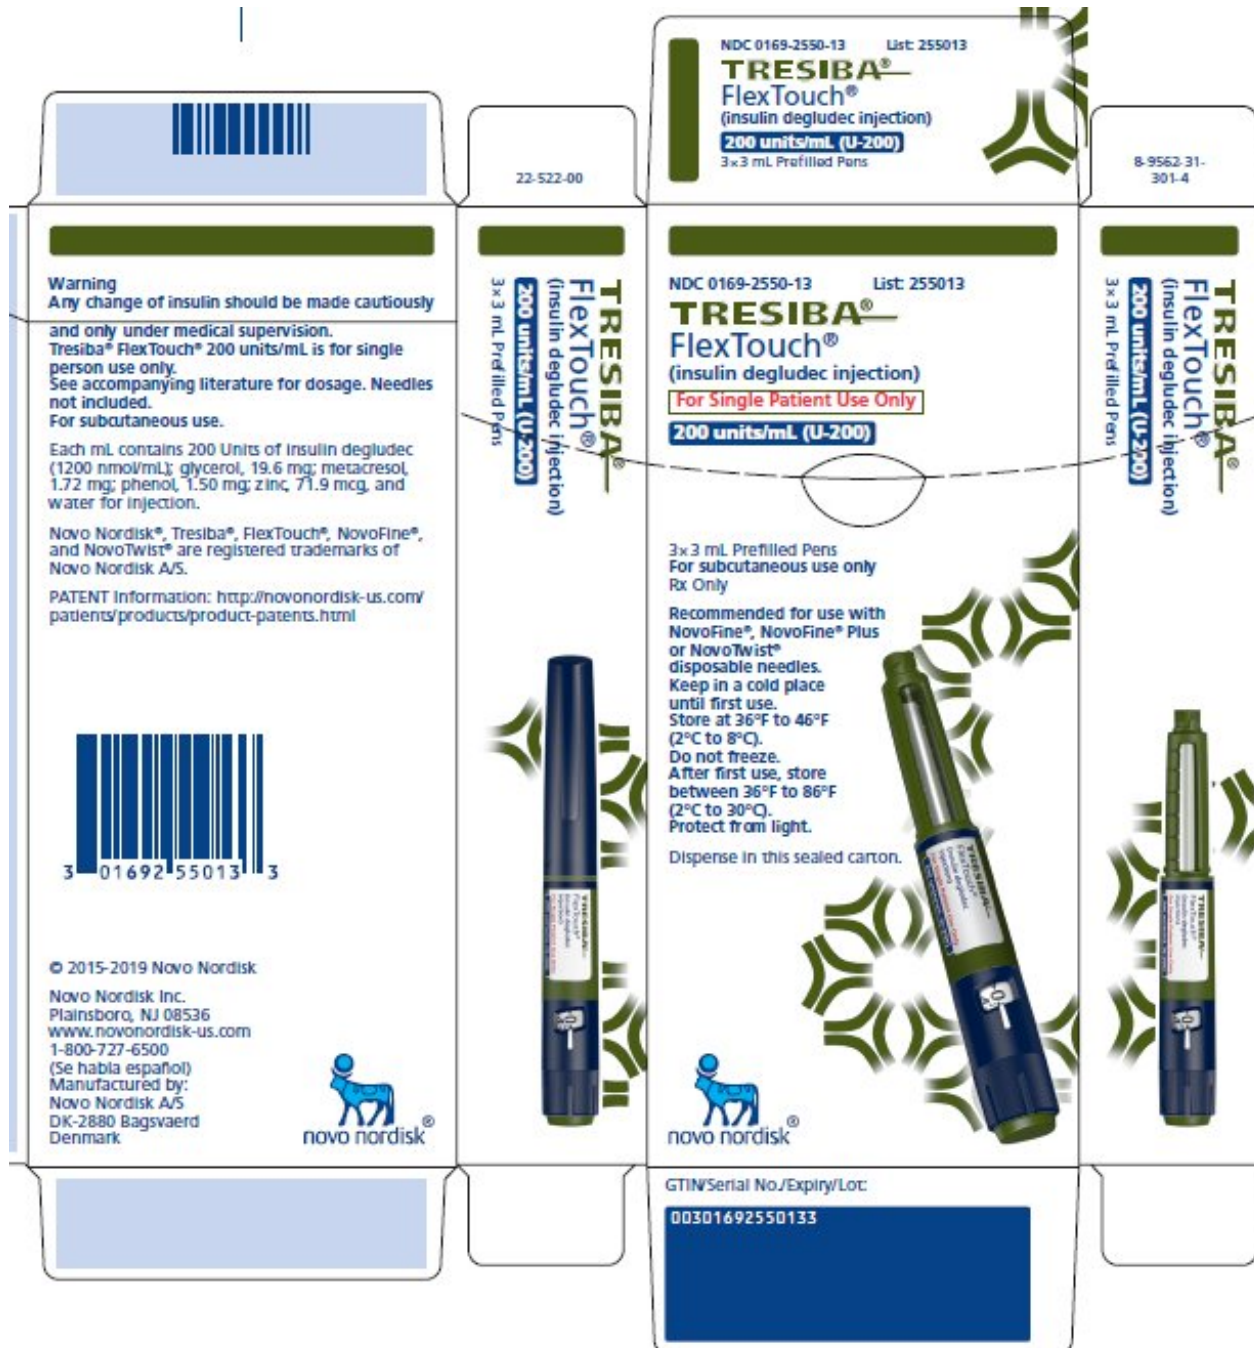 22-522-00
NDC 0169-2550-13 List: 255013
TRESIBA®
FlexTouch®
(insulin degludec injection)
200 units/mL (U-200)
3×3 mL Prefilled Pens
8-9562-31-
301-4
Warning
Any change of insulin should be made cautiously
and only under medical supervision.
Tresiba® FlexTouch® 200 units/mL is for single
person use only.
See accompanying literature for dosage. Needles
not included.
For subcutaneous use.
Each mL contains 200 Units of insulin degludec
(1200 nmol/mL); glycerol, 19.6 mg; metacresol,
1.72 mg; phenol, 1.50 mg; zinc, 71.9 mcg, and
water for injection.
Novo Nordisk®, Tresiba®, FlexTouch®, NovoFine®,
and NovoTwist® are registered trademarks of
Novo Nordisk A/S.
PATENT Information: http://novonordisk-us.com/
patients/products/product-patents.html
3 01692 55013 3
© 2015-2019 Novo Nordisk
Novo Nordisk Inc.
Plainsboro, NJ 08536
www.novonordisk-us.com
1-800-727-6500
(Se habla español)
Manufactured by:
Novo Nordisk A/S
DK-2880 Bagsvaerd
Denmark
novo nordisk®
TRESIBA®
FlexTouch®
(insulin degludec injection)
200 units/mL (U-200)
3×3 mL Prefilled Pens
TRESIBA
FlexTouch®
NDC 0169-2550-13 List: 255013
TRESIBA®
FlexTouch®
(insulin degludec injection)
For Single Patient Use Only
200 units/mL (U-200)
3×3 mL Prefilled Pens
For subcutaneous use only
Rx Only
Recommended for use with
NovoFine®, NovoFine® Plus
or NovoTwist®
disposable needles.
Keep in a cold place
until first use.
Store at 36°F to 46°F
(2°C to 8°C).
Do not freeze.
After first use, store
between 36°F to 86°F
(2°C to 30°C).
Protect from light.
Dispense in this sealed carton.
TRESIBA
FlexTouch®
(insulin degludec
injection)
For Single Patient Use Only
novo nordisk®
GTIN/Serial No./Expiry/Lot:
00301692550133
TRESIBA®
FlexTouch®
(insulin degludec injection)
200 units/mL (U-200)
3×3 mL Prefilled Pens
TRESIBA
FlexTouch®